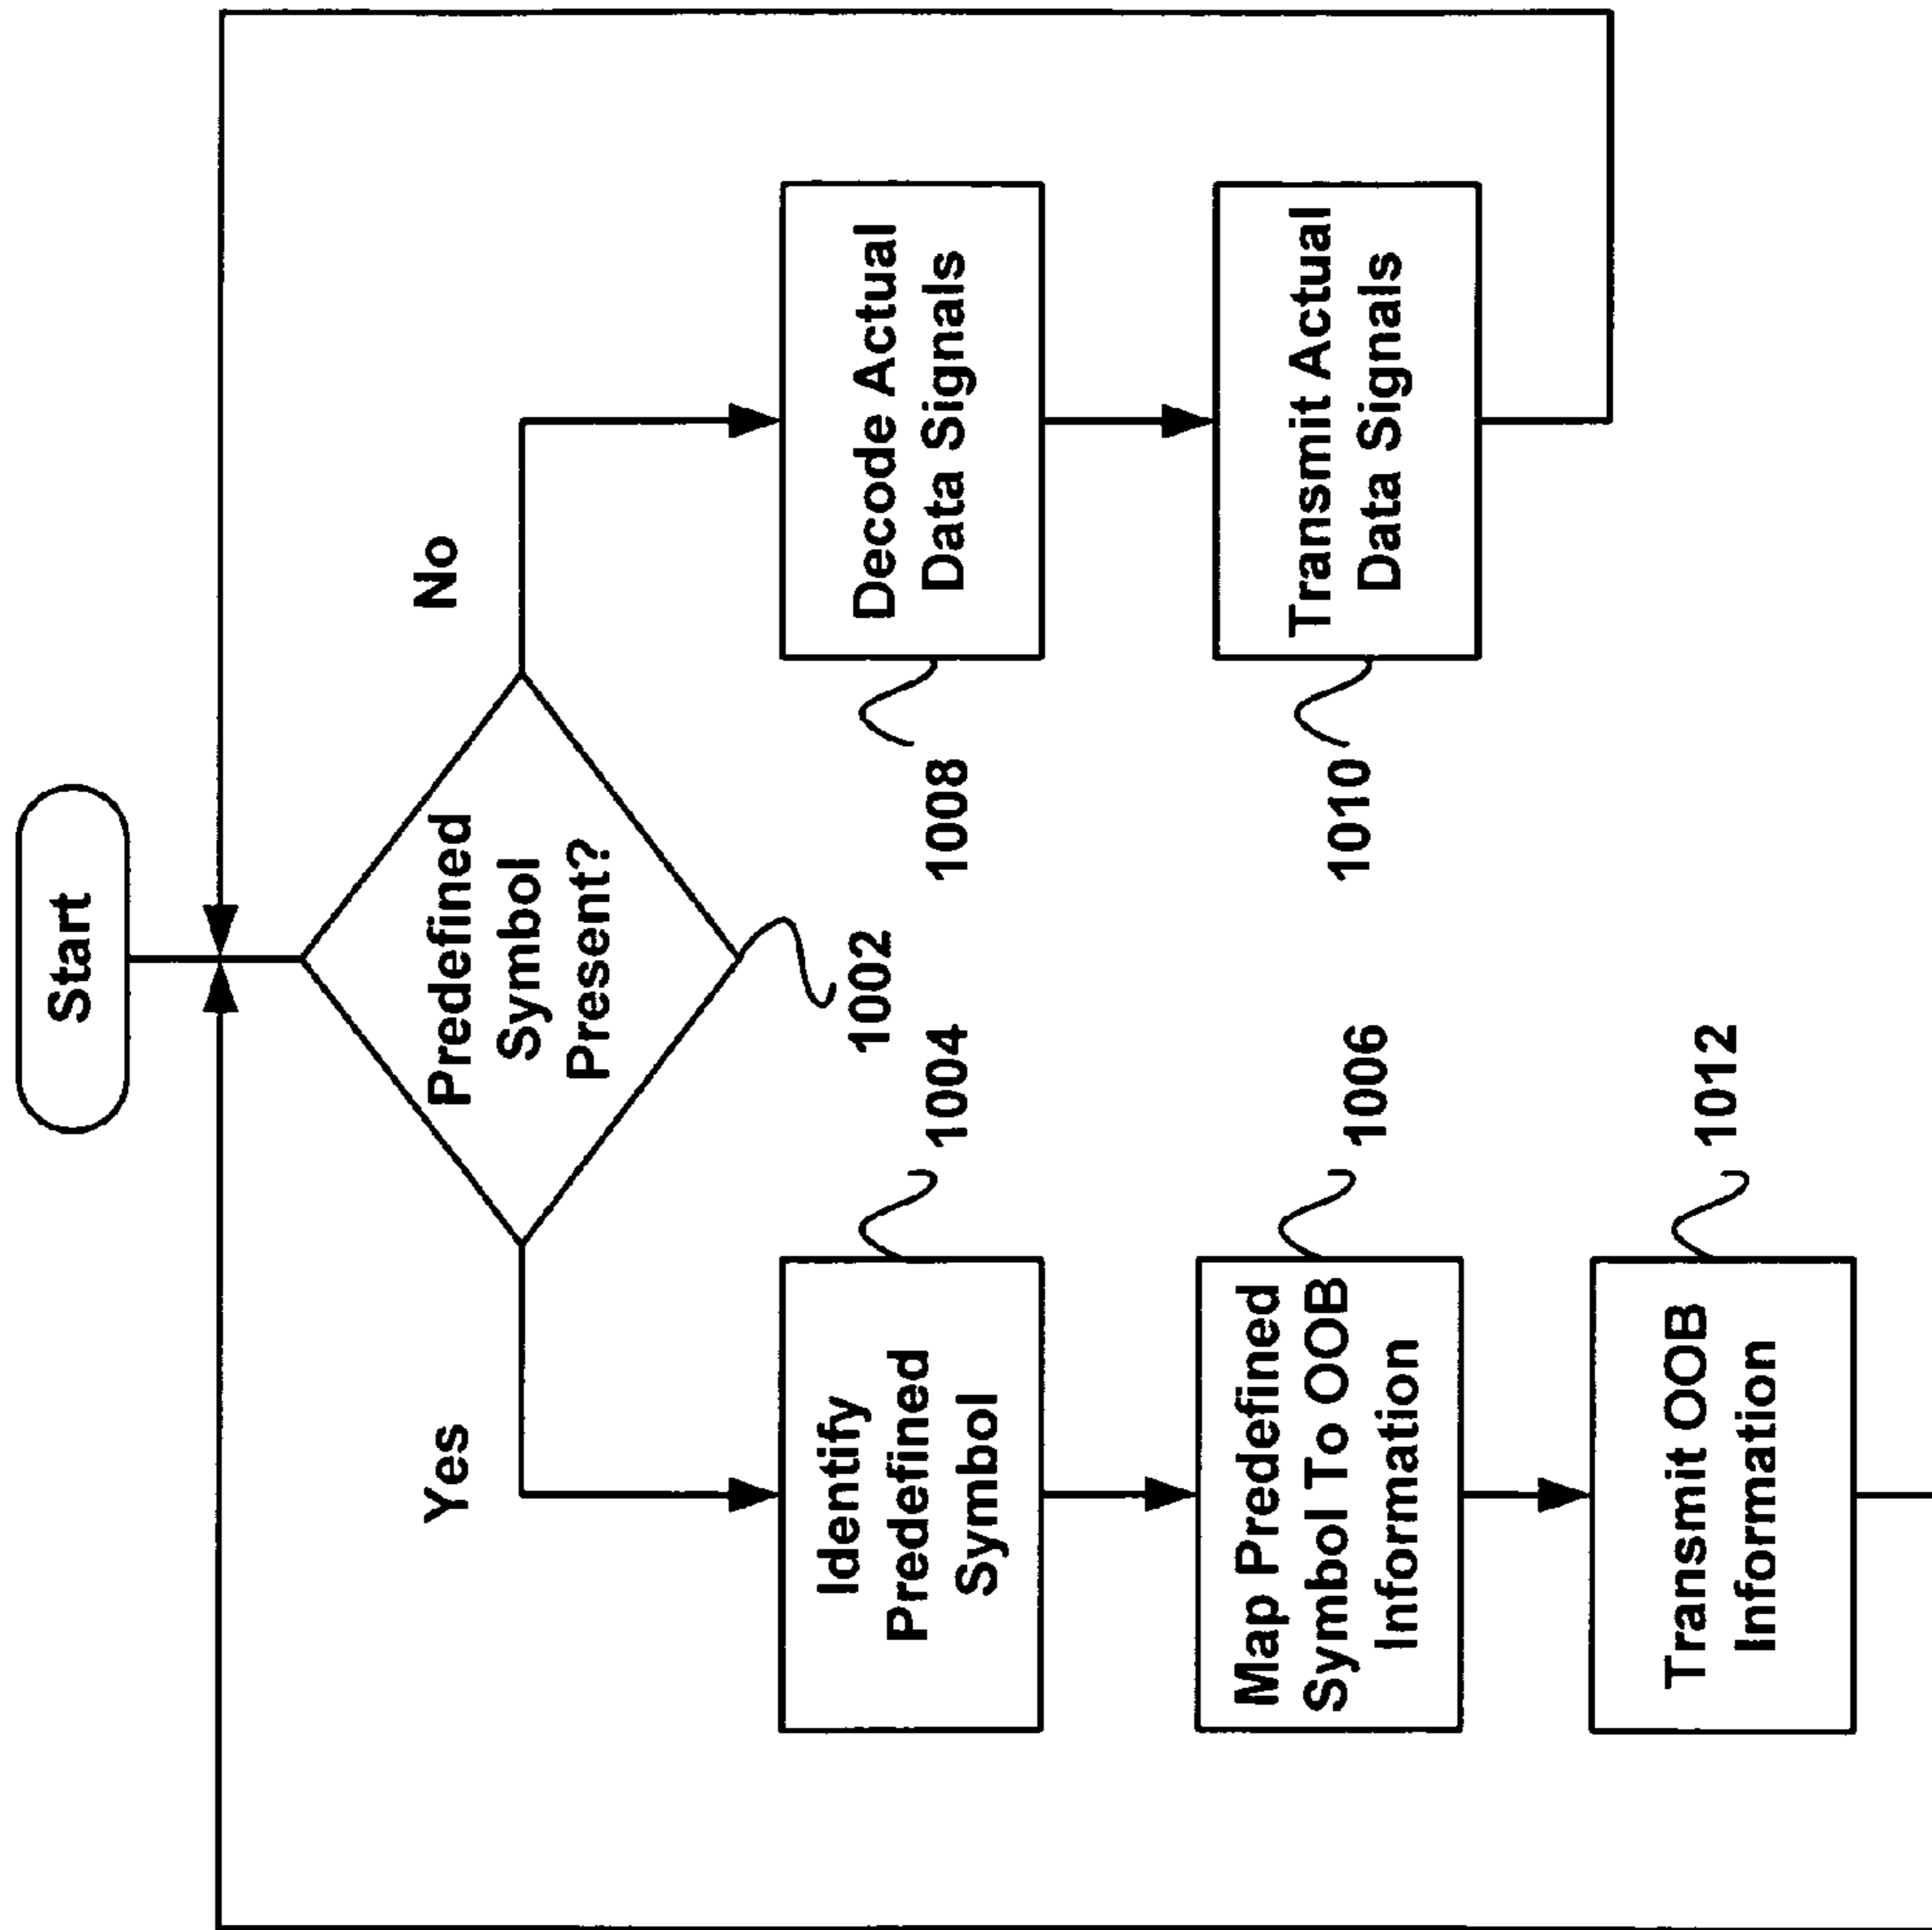 Start
Predefined
Symbol
Present?
1002
Yes
No
Identify
Predefined
Symbol
1004
Map Predefined
Symbol To OOB
Information
1006
Transmit OOB
Information
1012
Decode Actual
Data Signals
1008
Transmit Actual
Data Signals
1010